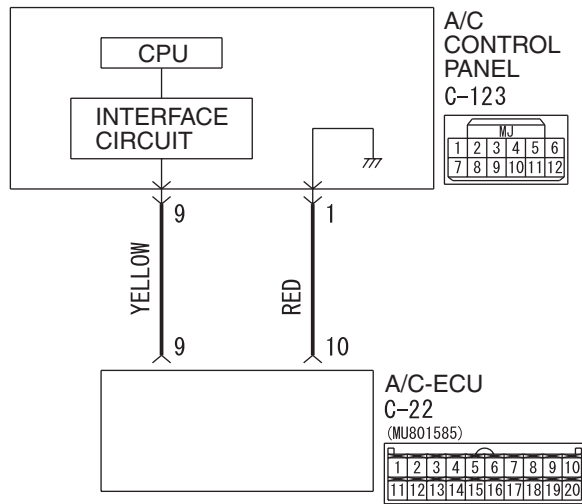 A/C
CONTROL
PANEL
C-123
CPU
INTERFACE
CIRCUIT
MJ
1 2 3 4 5 6
7 8 9 10 11 12
9
1
YELLOW
RED
9
10
A/C-ECU
C-22
(MU801585)
1 2 3 4 5 6 7 8 9 10
11 12 13 14 15 16 17 18 19 20